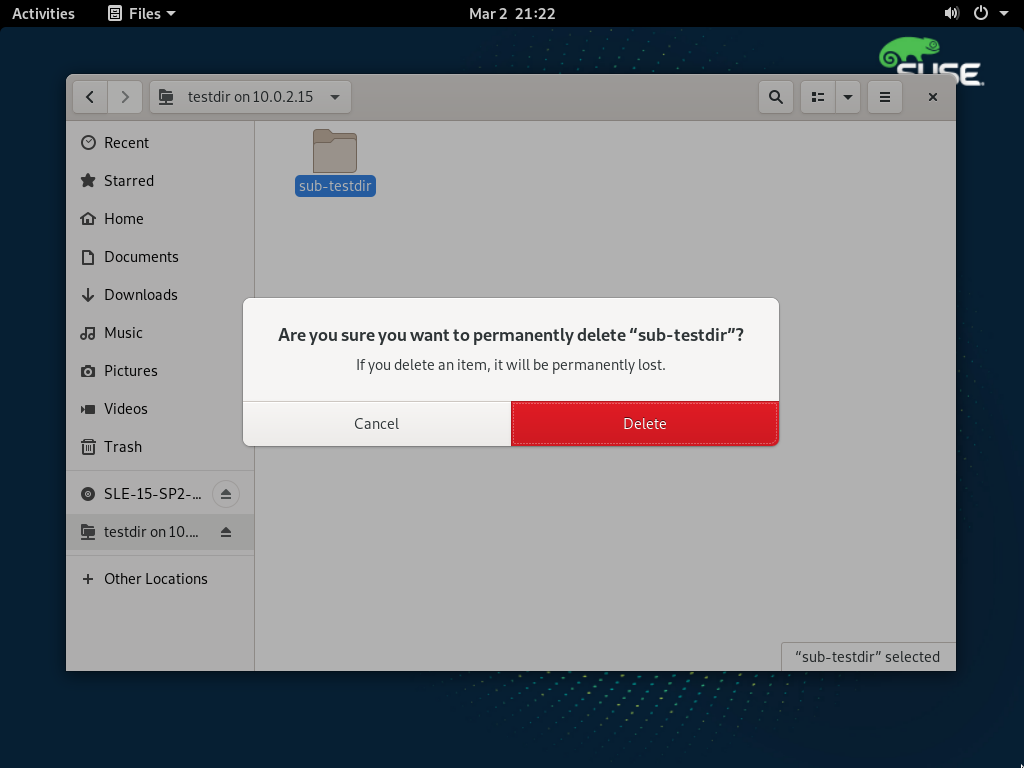 Activities
Files
Mar 2 21:22
SUSE
testdir on 10.0.2.15
Recent
Starred
Home
Documents
Downloads
Music
Pictures
Videos
Trash
SLE-15-SP2-...
testdir on 10....
Other Locations
sub-testdir
Are you sure you want to permanently delete “sub-testdir”?
If you delete an item, it will be permanently lost.
Cancel
Delete
“sub-testdir” selected